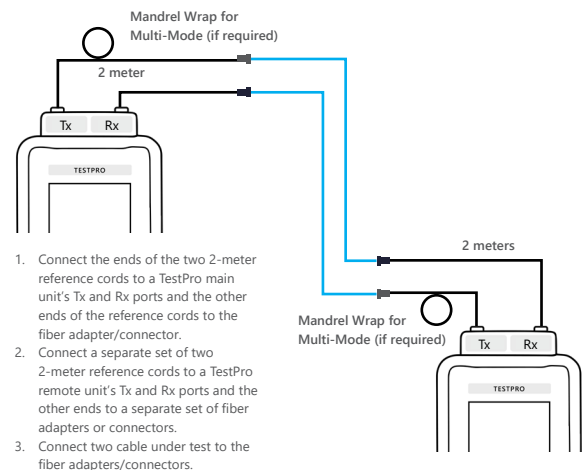 Mandrel Wrap for
Multi-Mode (if required)
2 meter
Tx Rx
TESTPRO
1. Connect the ends of the two 2-meter
reference cords to a TestPro main
unit's Tx and Rx ports and the other
ends of the reference cords to the
fiber adapter/connector.
2. Connect a separate set of two
2-meter reference cords to a TestPro
remote unit's Tx and Rx ports and the
other ends to a separate set of fiber
adapters or connectors.
3. Connect two cable under test to the
fiber adapters/connectors.
2 meters
Mandrel Wrap for
Multi-Mode (if required)
Tx Rx
TESTPRO